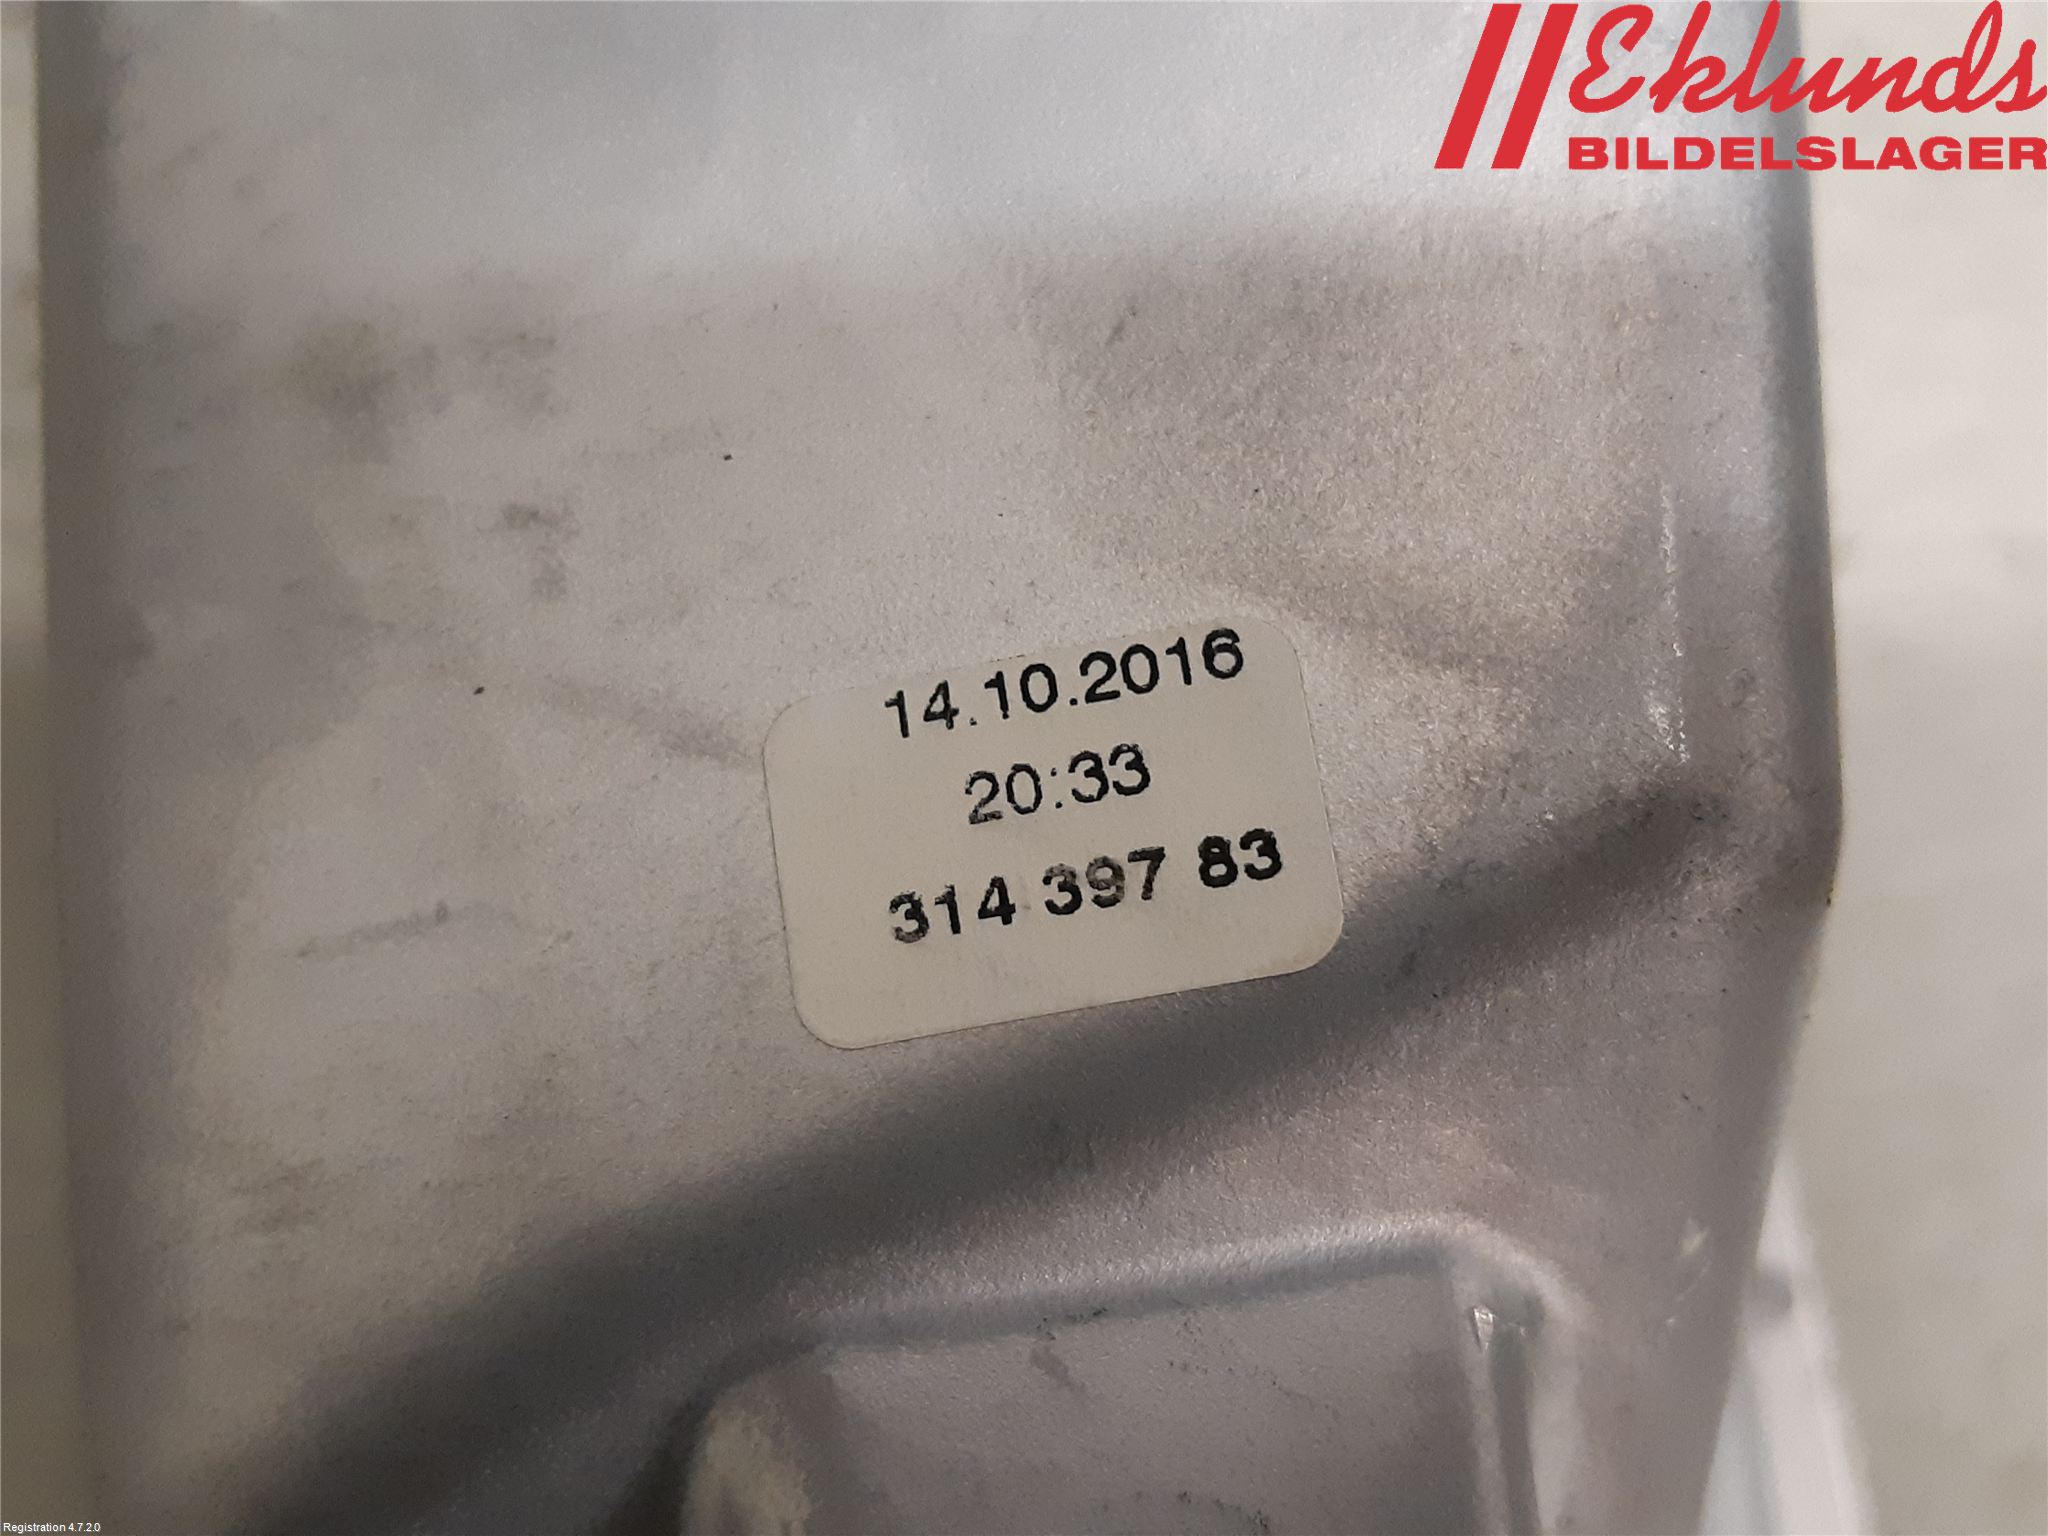 Eklunds
BILDELSLAGER
14.10.2016
20:33
314 397 83
Registration 4.7.2.0